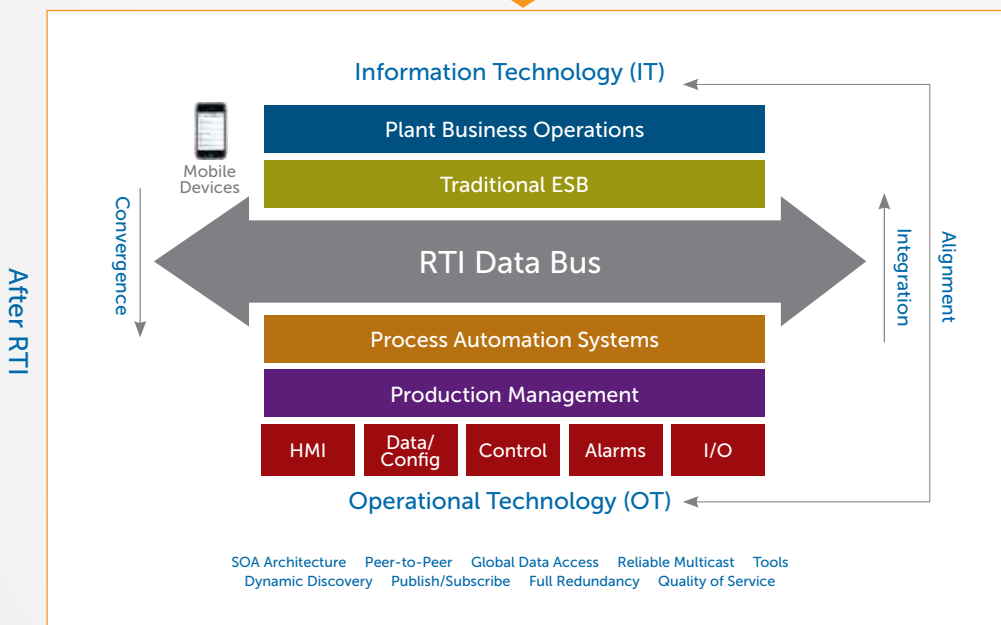 Information Technology (IT)
Plant Business Operations
Mobile
Devices
Traditional ESB
Convergence
RTI Data Bus
Integration
Alignment
After RTI
Process Automation Systems
Production Management
HMI
Data/
Config
Control
Alarms
I/O
Operational Technology (OT)
SOA Architecture Peer-to-Peer Global Data Access Reliable Multicast Tools
Dynamic Discovery Publish/Subscribe Full Redundancy Quality of Service